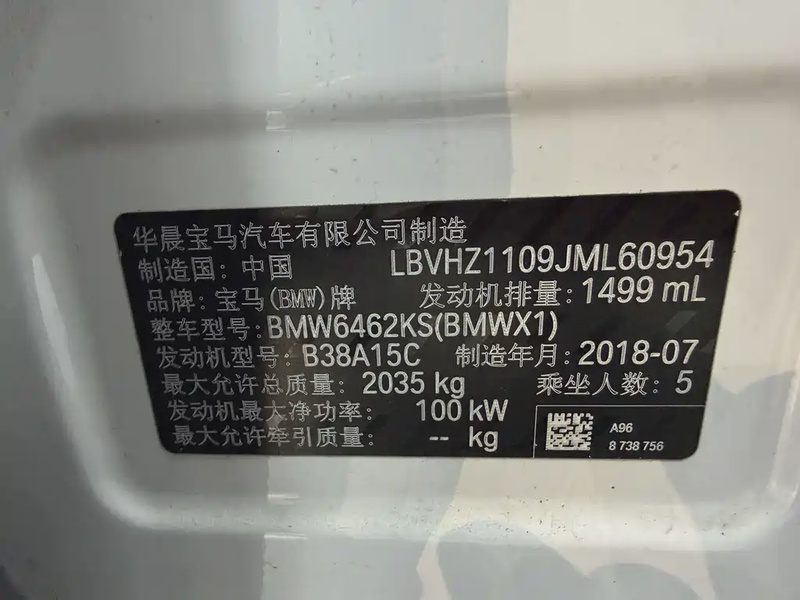 华晨宝马汽车有限公司制造
制造国: 中国 LBVHZ1109JML60954
品牌: 宝马(BMW)牌 发动机排量: 1499 mL
整车型号: BMW6462KS(BMWX1)
发动机型号: B38A15C 制造年月: 2018-07
最大允许总质量: 2035 kg 乘坐人数: 5
发动机最大净功率: 100 kW
最大允许牵引质量: -- kg
A96
8 738 756